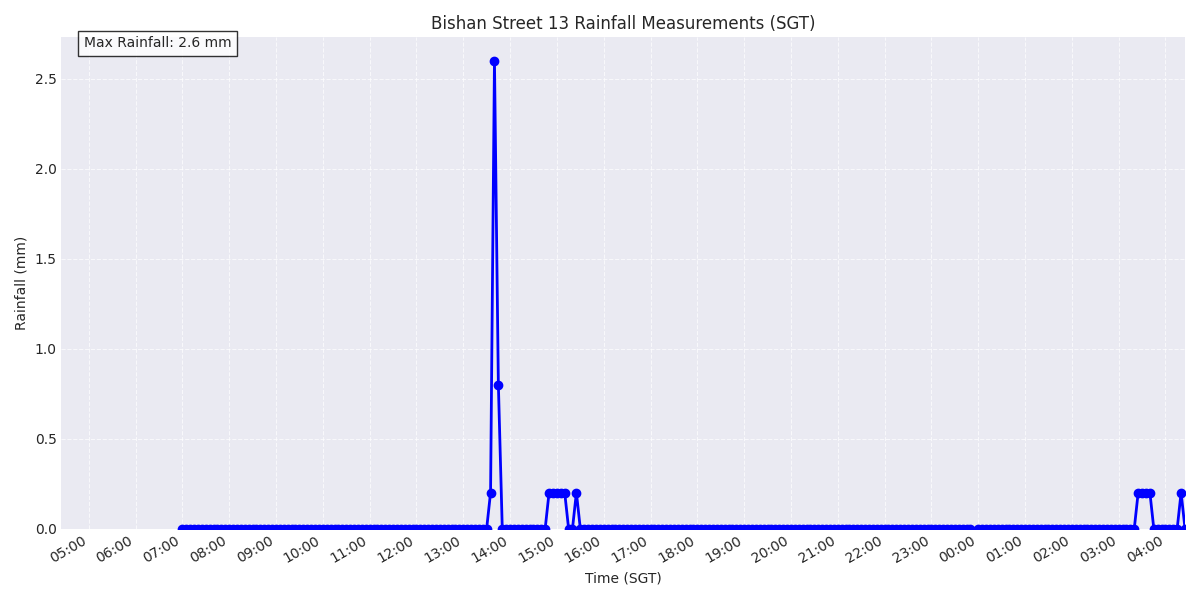 Bishan Street 13 Rainfall Measurements (SGT)
Max Rainfall: 2.6 mm
2.5
2.0
1.5
1.0
0.5
0.0
Rainfall (mm)
05:00 06:00 07:00 08:00 09:00 10:00 11:00 12:00 13:00 14:00 15:00 16:00 17:00 18:00 19:00 20:00 21:00 22:00 23:00 00:00 01:00 02:00 03:00 04:00
Time (SGT)